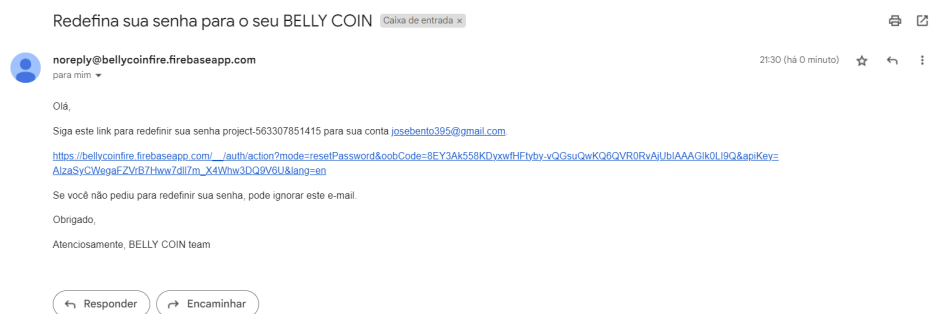 Redefina sua senha para o seu BELLY COIN Caixa de entrada ×
noreply@bellycoinfire.firebaseapp.com 21:30 (há 0 minuto)
para mim
Olá,
Siga este link para redefinir sua senha project-563307851415 para sua conta josebento395@gmail.com.
https://bellycoinfire.firebaseapp.com/__/auth/action?mode=resetPassword&oobCode=8EY3Ak558KDyxwfHFtyby-vQGsuQwKQ6QVR0RvAjUbIAAAGlk0LI9Q&apiKey=
AIzaSyCWegaFZVrB7Hww7dll7m_X4Whw3DQ9V6U&lang=en
Se você não pediu para redefinir sua senha, pode ignorar este e-mail.
Obrigado,
Atenciosamente, BELLY COIN team
Responder Encaminhar